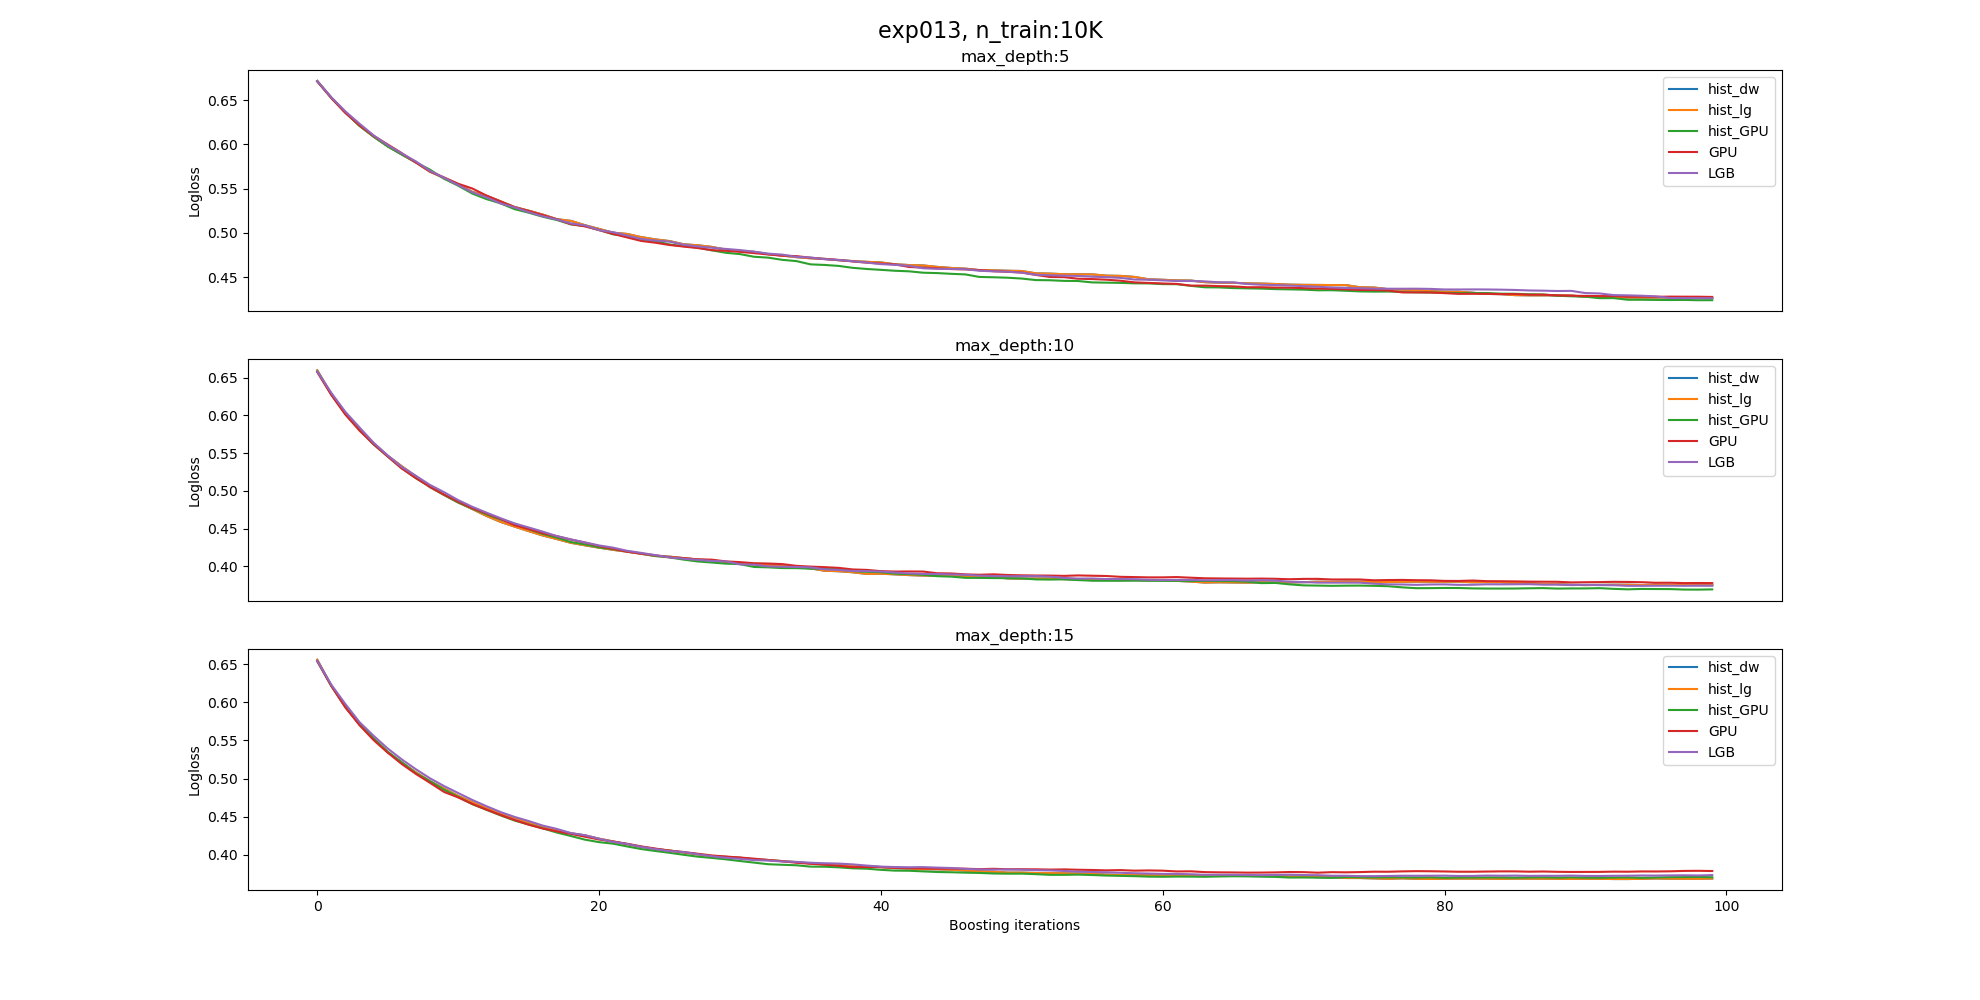 exp013, n_train:10K
max_depth:5
0.65
0.60
0.55
0.50
0.45
Logloss
hist_dw
hist_lg
hist_GPU
GPU
LGB
max_depth:10
0.65
0.60
0.55
0.50
0.45
0.40
Logloss
hist_dw
hist_lg
hist_GPU
GPU
LGB
max_depth:15
0.65
0.60
0.55
0.50
0.45
0.40
Logloss
hist_dw
hist_lg
hist_GPU
GPU
LGB
0 20 40 60 80 100
Boosting iterations